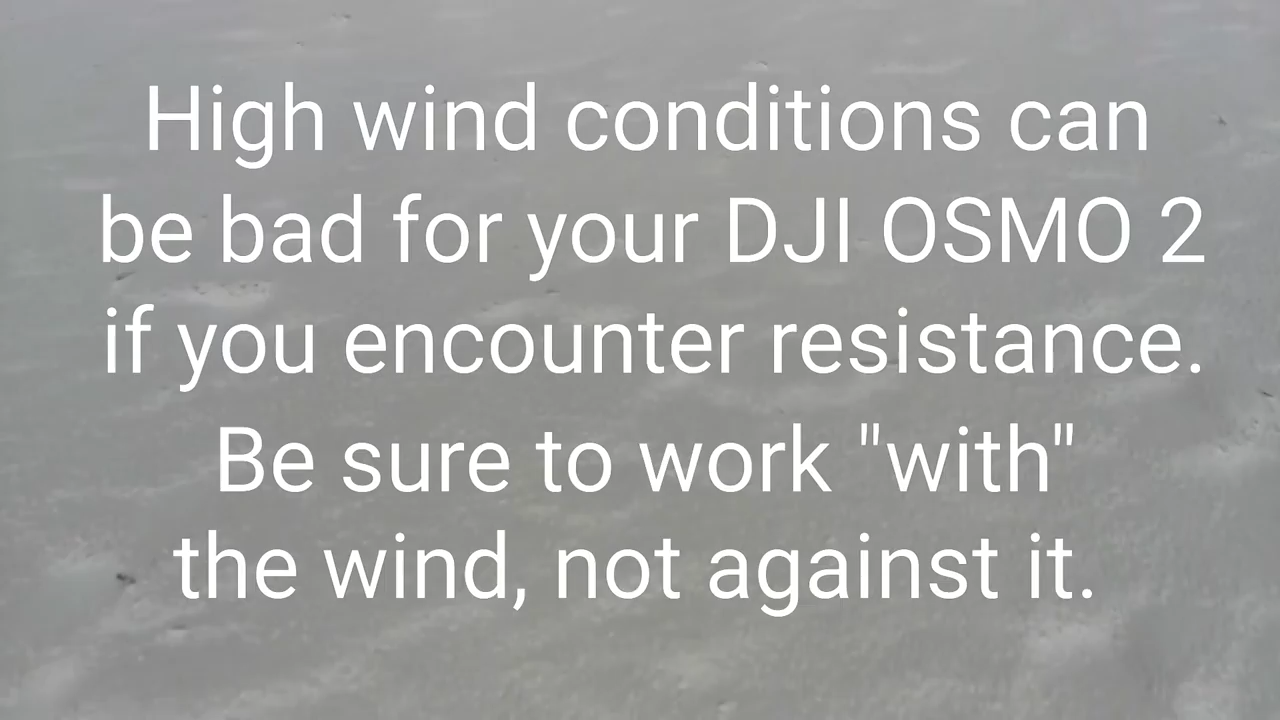 High wind conditions can
be bad for your DJI OSMO 2
if you encounter resistance.
Be sure to work "with"
the wind, not against it.